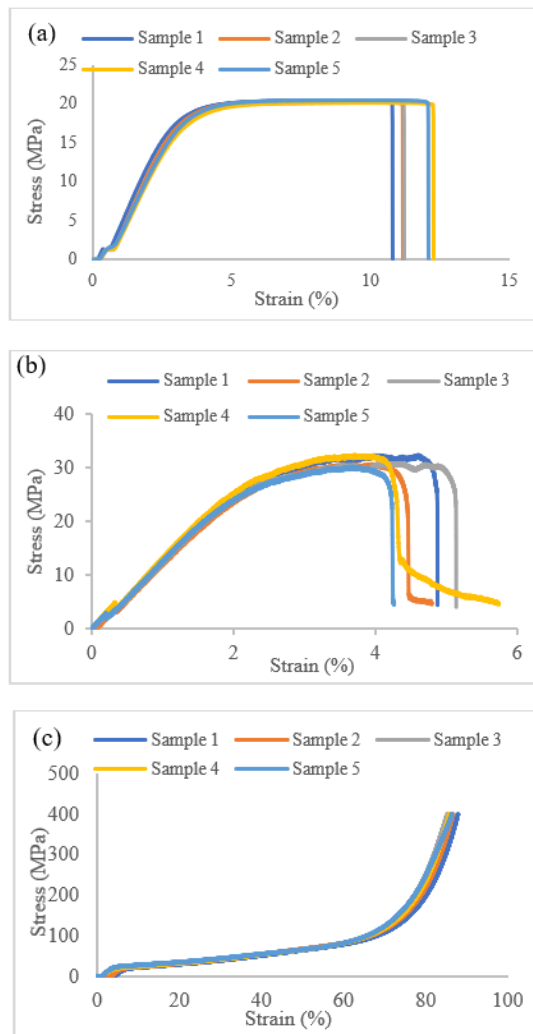 (a)
Sample 1 Sample 2 Sample 3
Sample 4 Sample 5
25
20
15
10
5
0
Stress (MPa)
0 5 10 15
Strain (%)
(b)
Sample 1 Sample 2 Sample 3
Sample 4 Sample 5
40
30
20
10
0
Stress (MPa)
0 2 4 6
Strain (%)
(c)
Sample 1 Sample 2 Sample 3
Sample 4 Sample 5
500
400
300
200
100
0
Stress (MPa)
0 20 40 60 80 100
Strain (%)